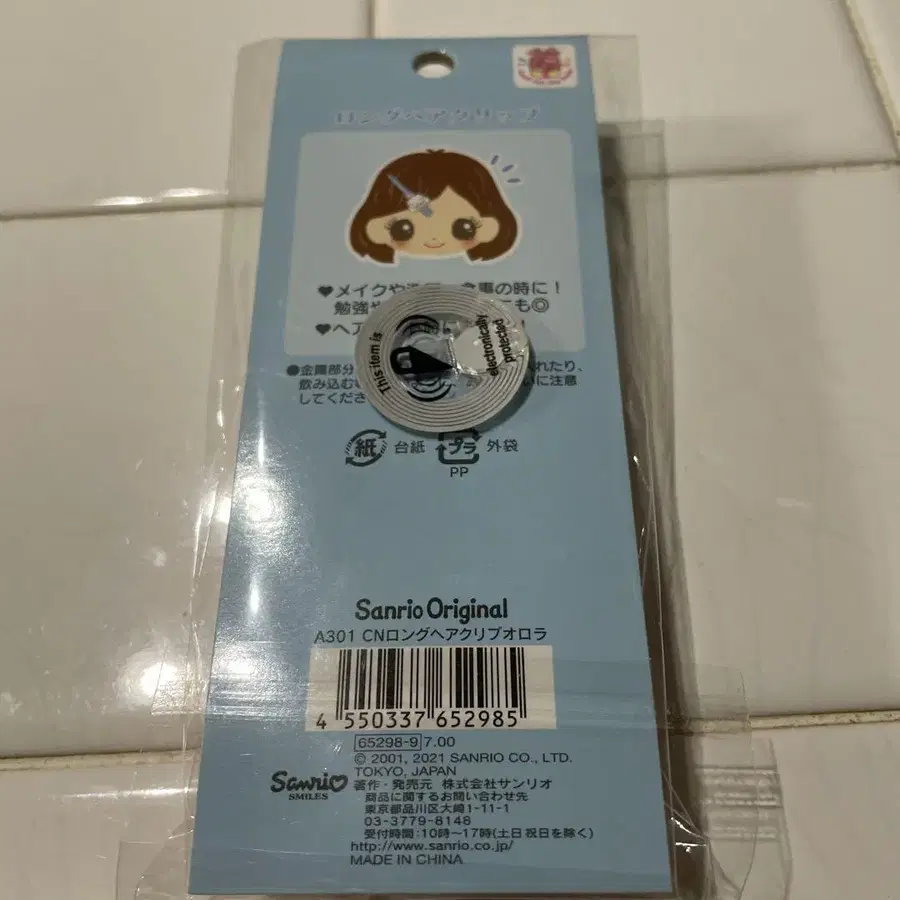 ロングヘアクリップ
♥メイクや 食事の時に!
勉強や も◎
♥ヘア
This item is
electronically
protected
●金属部分 れたり、
飲み込む いに注意
してくださ
紙 台紙 プラ 外袋
PP
Sanrio Original
A301 CNロングヘアクリプオロラ
4 550337 652985
65298-9 7.00
© 2001, 2021 SANRIO CO., LTD.
TOKYO, JAPAN
Sanrio
SMILES
著作・発売元 株式会社サンリオ
商品に関するお問い合わせ先
東京都品川区大崎1-11-1
03-3779-8148
受付時間:10時〜17時(土日祝日を除く)
http://www.sanrio.co.jp/
MADE IN CHINA